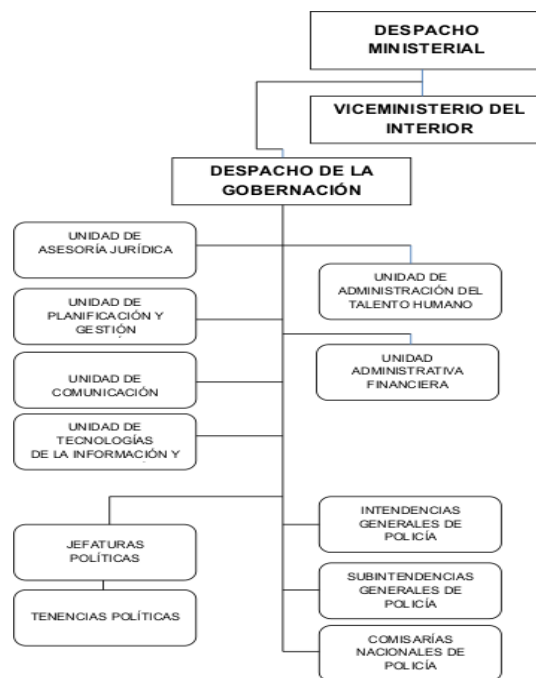 DESPACHO
MINISTERIAL
VICEMINISTERIO DEL
INTERIOR
DESPACHO DE LA
GOBERNACIÓN
UNIDAD DE
ASESORÍA JURÍDICA
UNIDAD DE
ADMINISTRACIÓN DEL
TALENTO HUMANO
UNIDAD DE
PLANIFICACIÓN Y
GESTIÓN
UNIDAD
ADMINISTRATIVA
FINANCIERA
UNIDAD DE
COMUNICACIÓN
UNIDAD DE
TECNOLOGÍAS
DE LA INFORMACIÓN Y
JEFATURAS
POLÍTICAS
TENENCIAS POLÍTICAS
INTENDENCIAS
GENERALES DE
POLICÍA
SUBINTENDENCIAS
GENERALES DE
POLICÍA
COMISARÍAS
NACIONALES DE
POLICÍA